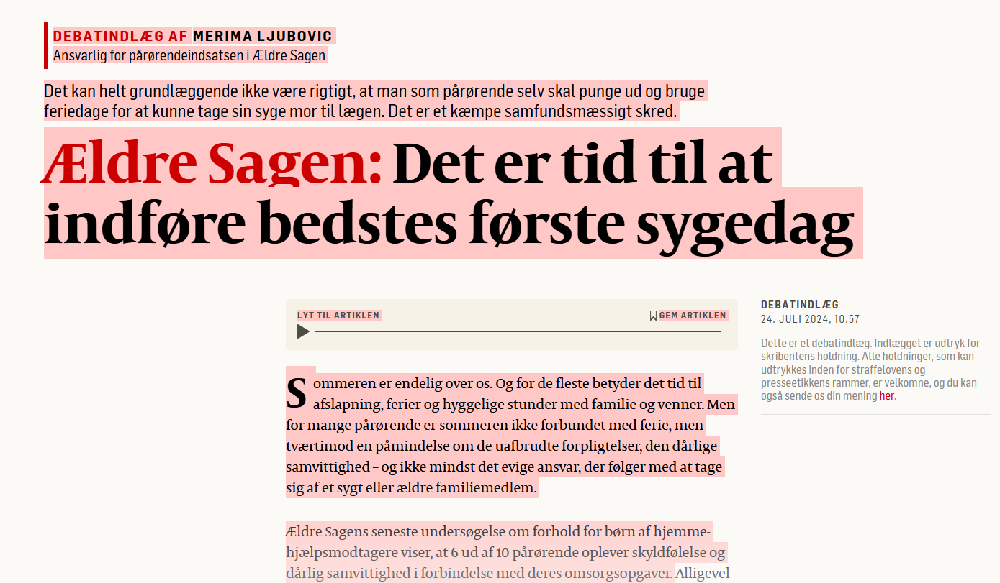 DEBATINDLÆG AF MERIMA LJUBOVIC
Ansvarlig for pårørendeindsatsen i Ældre Sagen
Det kan helt grundlæggende ikke være rigtigt, at man som pårørende selv skal punge ud og bruge
feriedage for at kunne tage sin syge mor til lægen. Det er et kæmpe samfundsmæssigt skred.
Ældre Sagen: Det er tid til at
indføre bedstes første sygedag
LYT TIL ARTIKLEN
GEM ARTIKLEN
Sommeren er endelig over os. Og for de fleste betyder det tid til
afslapning, ferier og hyggelige stunder med familie og venner. Men
for mange pårørende er sommeren ikke forbundet med ferie, men
tværtimod en påmindelse om de uafbrudte forpligtelser, den dårlige
samvittighed – og ikke mindst det evige ansvar, der følger med at tage
sig af et sygt eller ældre familiemedlem.
Ældre Sagens seneste undersøgelse om forhold for børn af hjemme-
hjælpsmodtagere viser, at 6 ud af 10 pårørende oplever skyldfølelse og
dårlig samvittighed i forbindelse med deres omsorgsopgaver. Alligevel
DEBATINDLÆG
24. JULI 2024, 10.57
Dette er et debatindlæg. Indlægget er udtryk for
skribentens holdning. Alle holdninger, som kan
udtrykkes inden for straffelovens og
presseetikkens rammer, er velkomne, og du kan
også sende os din mening her.